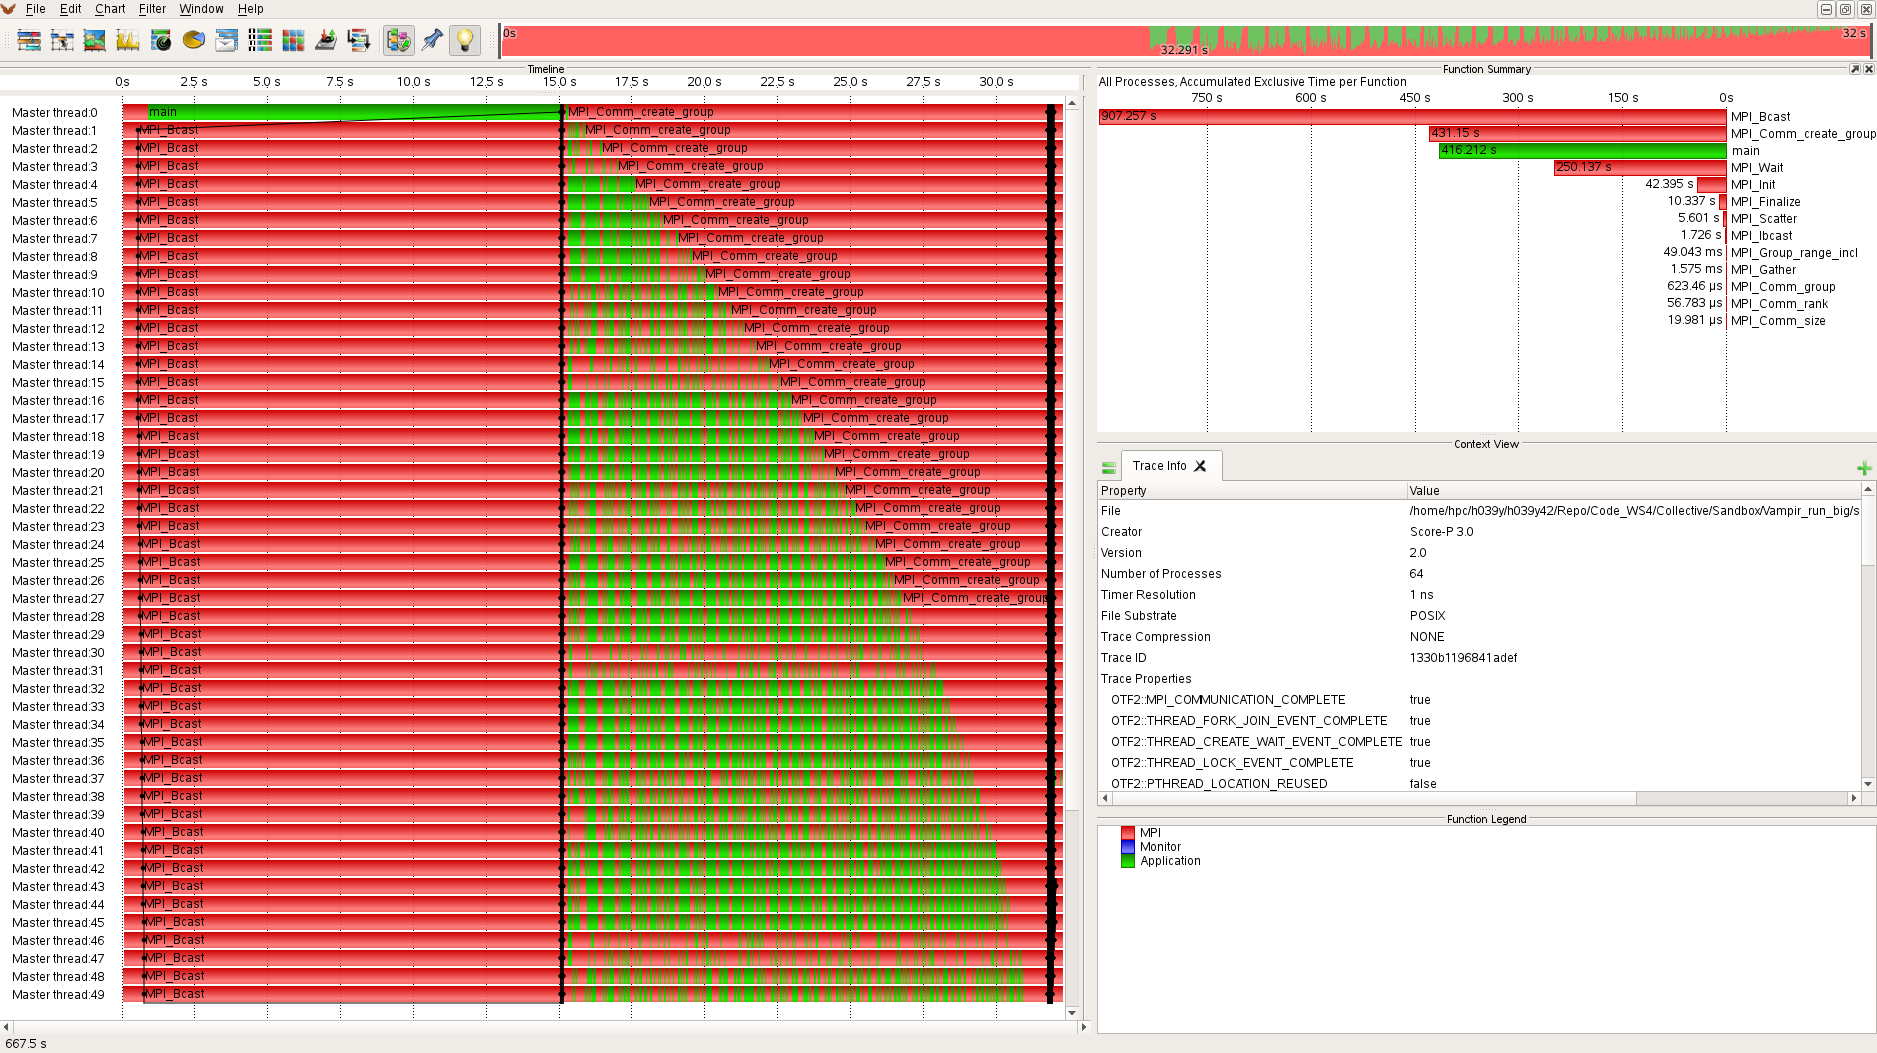 File Edit Chart Filter Window Help
0s
32.291 s
32 s
Timeline
0s 2.5 s 5.0 s 7.5 s 10.0 s 12.5 s 15.0 s 17.5 s 20.0 s 22.5 s 25.0 s 27.5 s 30.0 s
Master thread:0 main MPI_Comm_create_group
Master thread:1 MPI_Bcast MPI_Comm_create_group
Master thread:2 MPI_Bcast MPI_Comm_create_group
Master thread:3 MPI_Bcast MPI_Comm_create_group
Master thread:4 MPI_Bcast MPI_Comm_create_group
Master thread:5 MPI_Bcast MPI_Comm_create_group
Master thread:6 MPI_Bcast MPI_Comm_create_group
Master thread:7 MPI_Bcast MPI_Comm_create_group
Master thread:8 MPI_Bcast MPI_Comm_create_group
Master thread:9 MPI_Bcast MPI_Comm_create_group
Master thread:10 MPI_Bcast MPI_Comm_create_group
Master thread:11 MPI_Bcast MPI_Comm_create_group
Master thread:12 MPI_Bcast MPI_Comm_create_group
Master thread:13 MPI_Bcast MPI_Comm_create_group
Master thread:14 MPI_Bcast MPI_Comm_create_group
Master thread:15 MPI_Bcast MPI_Comm_create_group
Master thread:16 MPI_Bcast MPI_Comm_create_group
Master thread:17 MPI_Bcast MPI_Comm_create_group
Master thread:18 MPI_Bcast MPI_Comm_create_group
Master thread:19 MPI_Bcast MPI_Comm_create_group
Master thread:20 MPI_Bcast MPI_Comm_create_group
Master thread:21 MPI_Bcast MPI_Comm_create_group
Master thread:22 MPI_Bcast MPI_Comm_create_group
Master thread:23 MPI_Bcast MPI_Comm_create_group
Master thread:24 MPI_Bcast MPI_Comm_create_group
Master thread:25 MPI_Bcast MPI_Comm_create_group
Master thread:26 MPI_Bcast MPI_Comm_create_group
Master thread:27 MPI_Bcast MPI_Comm_create_group
Master thread:28 MPI_Bcast
Master thread:29 MPI_Bcast
Master thread:30 MPI_Bcast
Master thread:31 MPI_Bcast
Master thread:32 MPI_Bcast
Master thread:33 MPI_Bcast
Master thread:34 MPI_Bcast
Master thread:35 MPI_Bcast
Master thread:36 MPI_Bcast
Master thread:37 MPI_Bcast
Master thread:38 MPI_Bcast
Master thread:39 MPI_Bcast
Master thread:40 MPI_Bcast
Master thread:41 MPI_Bcast
Master thread:42 MPI_Bcast
Master thread:43 MPI_Bcast
Master thread:44 MPI_Bcast
Master thread:45 MPI_Bcast
Master thread:46 MPI_Bcast
Master thread:47 MPI_Bcast
Master thread:48 MPI_Bcast
Master thread:49 MPI_Bcast
667.5 s
Function Summary
All Processes, Accumulated Exclusive Time per Function
750 s 600 s 450 s 300 s 150 s 0s
907.257 s MPI_Bcast
431.15 s MPI_Comm_create_group
416.212 s main
250.137 s MPI_Wait
42.395 s MPI_Init
10.337 s MPI_Finalize
5.601 s MPI_Scatter
1.726 s MPI_Ibcast
49.043 ms MPI_Group_range_incl
1.575 ms MPI_Gather
623.46 µs MPI_Comm_group
56.783 µs MPI_Comm_rank
19.981 µs MPI_Comm_size
Context View
Trace Info
Property Value
File /home/hpc/h039y/h039y42/Repo/Code_WS4/Collective/Sandbox/Vampir_run_big/s
Creator Score-P 3.0
Version 2.0
Number of Processes 64
Timer Resolution 1 ns
File Substrate POSIX
Trace Compression NONE
Trace ID 1330b1196841adef
Trace Properties
OTF2::MPI_COMMUNICATION_COMPLETE true
OTF2::THREAD_FORK_JOIN_EVENT_COMPLETE true
OTF2::THREAD_CREATE_WAIT_EVENT_COMPLETE true
OTF2::THREAD_LOCK_EVENT_COMPLETE true
OTF2::PTHREAD_LOCATION_REUSED false
Function Legend
MPI
Monitor
Application